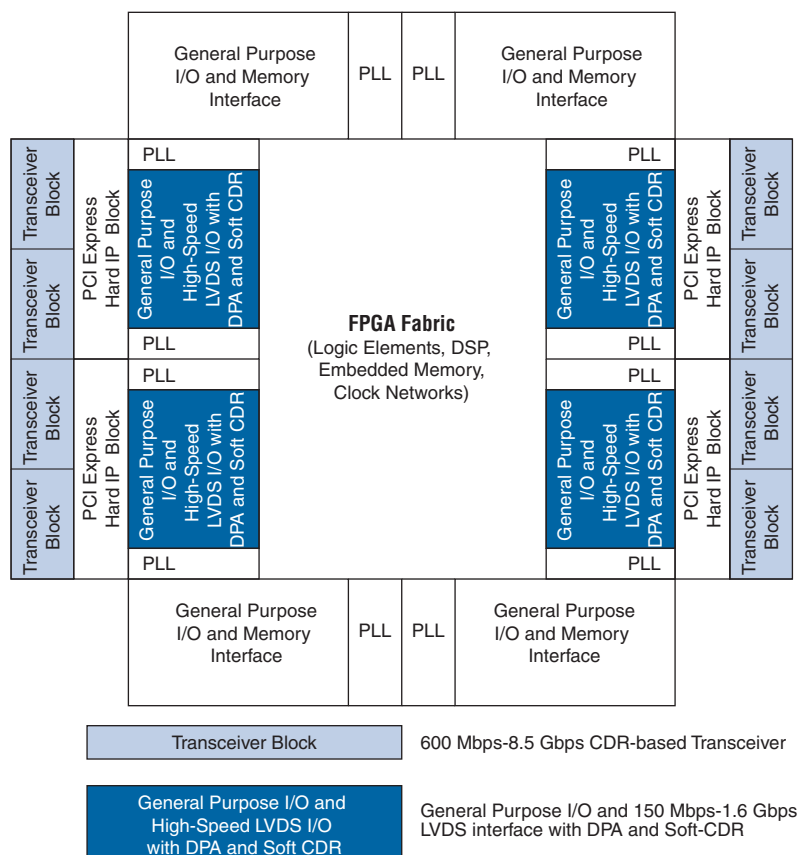 General Purpose
I/O and Memory
Interface
PLL
PLL
General Purpose
I/O and Memory
Interface
Transceiver
Block
Transceiver
Block
PCI Express
Hard IP Block
PLL
General Purpose
I/O and
High-Speed
LVDS I/O with
DPA and Soft CDR
PLL
Transceiver
Block
Transceiver
Block
PCI Express
Hard IP Block
PLL
General Purpose
I/O and
High-Speed
LVDS I/O with
DPA and Soft CDR
PLL
FPGA Fabric
(Logic Elements, DSP,
Embedded Memory,
Clock Networks)
PLL
General Purpose
I/O and
High-Speed
LVDS I/O with
DPA and Soft CDR
PLL
PCI Express
Hard IP Block
Transceiver
Block
Transceiver
Block
PLL
General Purpose
I/O and
High-Speed
LVDS I/O with
DPA and Soft CDR
PLL
PCI Express
Hard IP Block
Transceiver
Block
Transceiver
Block
General Purpose
I/O and Memory
Interface
PLL
PLL
General Purpose
I/O and Memory
Interface
Transceiver Block
600 Mbps-8.5 Gbps CDR-based Transceiver
General Purpose I/O and
High-Speed LVDS I/O
with DPA and Soft CDR
General Purpose I/O and 150 Mbps-1.6 Gbps
LVDS interface with DPA and Soft-CDR